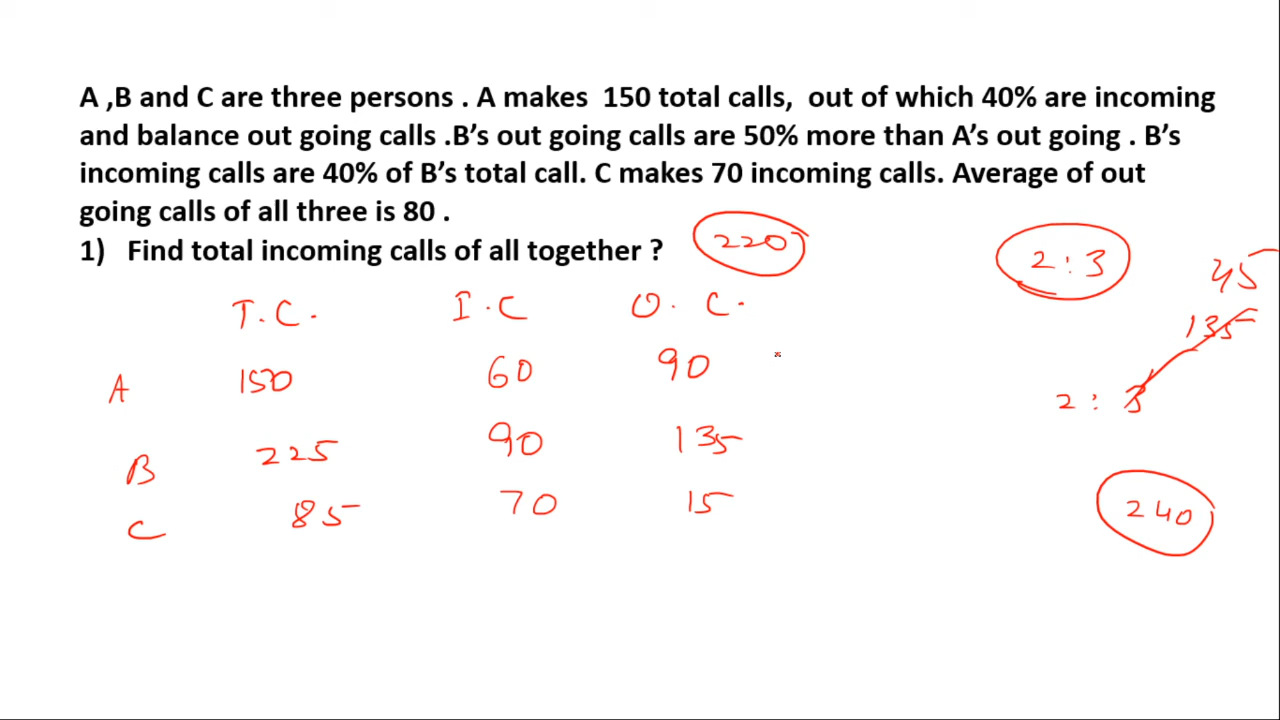 A ,B and C are three persons . A makes 150 total calls, out of which 40% are incoming
and balance out going calls .B’s out going calls are 50% more than A’s out going . B’s
incoming calls are 40% of B’s total call. C makes 70 incoming calls. Average of out
going calls of all three is 80 .
1) Find total incoming calls of all together ? 220
2:3
45
T.C. I.C O.C.
135
A 150 60 90
2:3
B 225 90 135
C 85 70 15
240